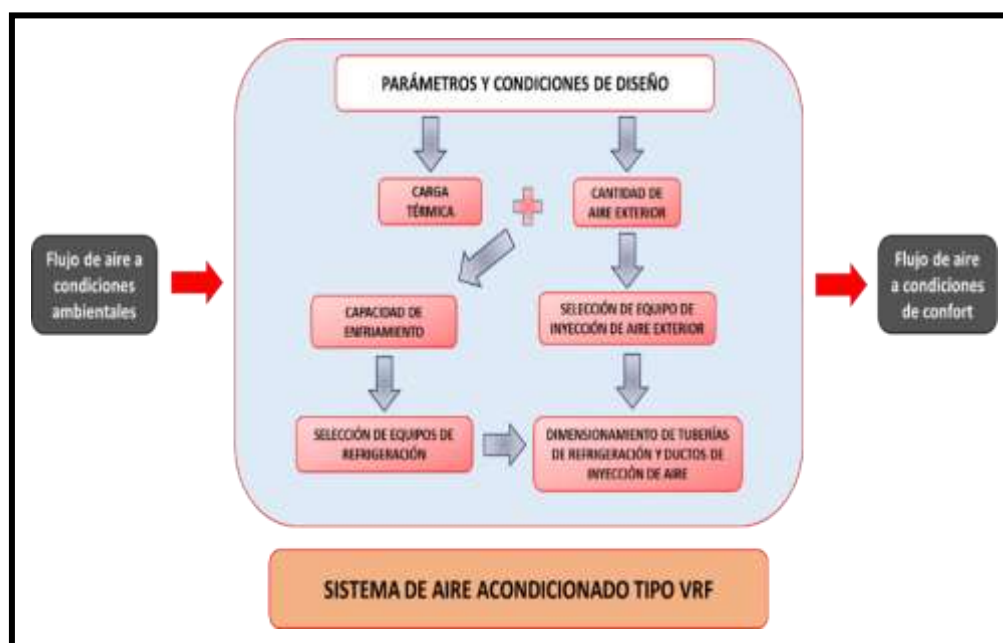 PARÁMETROS Y CONDICIONES DE DISEÑO
CARGA
TÉRMICA
CANTIDAD DE
AIRE EXTERIOR
Flujo de aire a
condiciones
ambientales
Flujo de aire
a condiciones
de confort
CAPACIDAD DE
ENFRIAMIENTO
SELECCIÓN DE EQUIPO DE
INYECCIÓN DE AIRE EXTERIOR
SELECCIÓN DE EQUIPOS DE
REFRIGERACIÓN
DIMENSIONAMIENTO DE TUBERÍAS
DE REFRIGERACIÓN Y DUCTOS DE
INYECCIÓN DE AIRE
SISTEMA DE AIRE ACONDICIONADO TIPO VRF